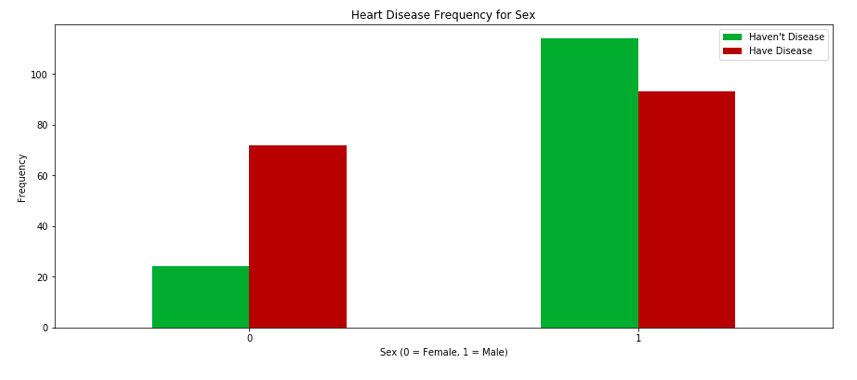 Heart Disease Frequency for Sex
Haven't Disease
Have Disease
Frequency
100
80
60
40
20
0
0 1
Sex (0 = Female, 1 = Male)